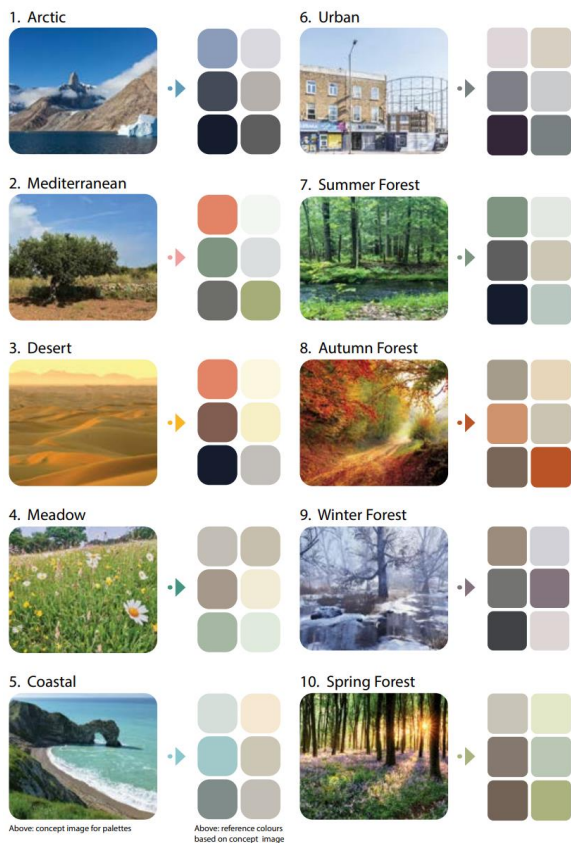 1. Arctic
2. Mediterranean
3. Desert
4. Meadow
5. Coastal
Above: concept image for palettes
Above: reference colours
based on concept image
6. Urban
7. Summer Forest
8. Autumn Forest
9. Winter Forest
10. Spring Forest